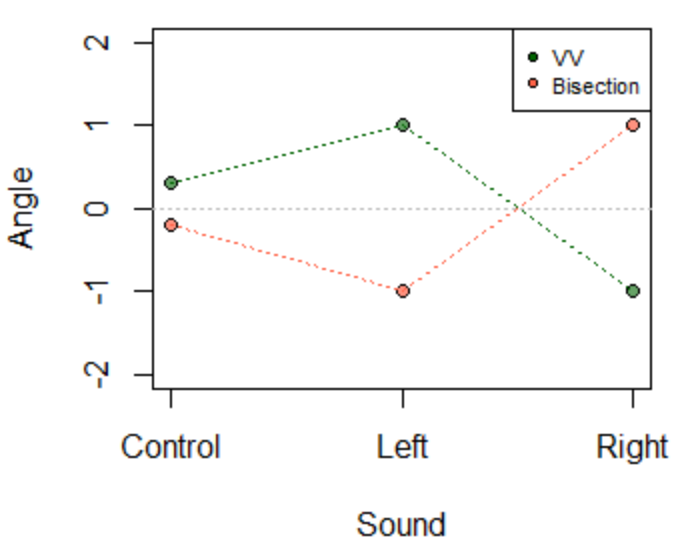 2
1
0
-1
-2
Angle
VV
Bisection
Control Left Right
Sound